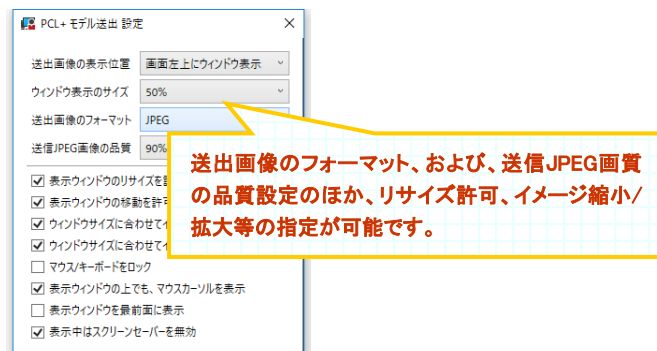 PCL+ モデル送出 設定
送出画像の表示位置 画面左上にウィンドウ表示
ウィンドウ表示のサイズ 50%
送出画像のフォーマット JPEG
送信JPEG画像の品質 90%
送出画像のフォーマット、および、送信JPEG画質
の品質設定のほか、リサイズ許可、イメージ縮小/
拡大等の指定が可能です。
表示ウィンドウのリサイズを
表示ウィンドウの移動を許可
ウィンドウサイズに合わせて
ウィンドウサイズに合わせて
マウス/キーボードをロック
表示ウィンドウの上でも、マウスカーソルを表示
表示ウィンドウを最前面に表示
表示中はスクリーンセーバーを無効